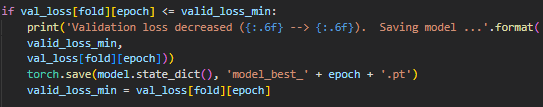 if val_loss[fold][epoch] <= valid_loss_min:
print('Validation loss decreased ({:.6f} --> {:.6f}).  Saving model ...'.format(
valid_loss_min,
val_loss[fold][epoch]))
torch.save(model.state_dict(), 'model_best_' + epoch + '.pt')
valid_loss_min = val_loss[fold][epoch]